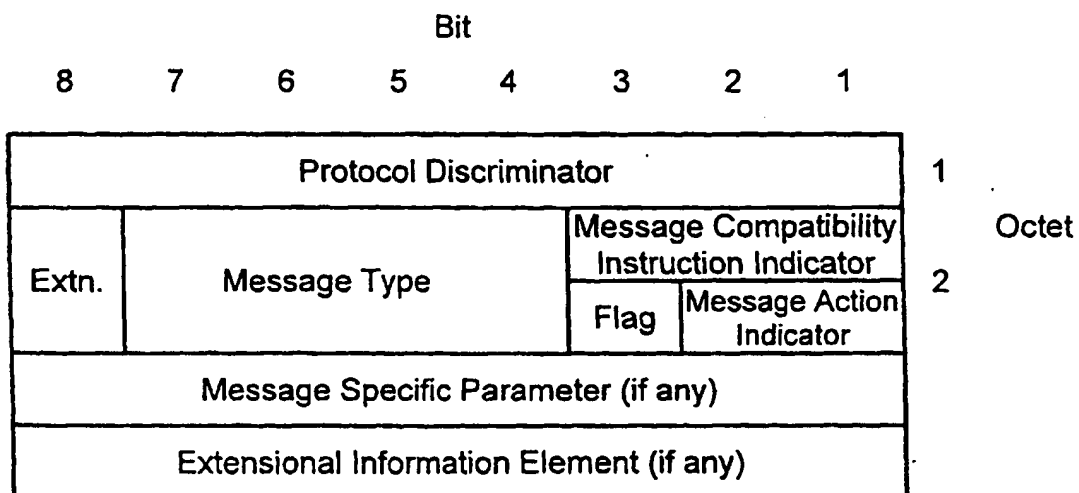 Bit
8 7 6 5 4 3 2 1
Protocol Discriminator
1
Octet
Extn.
Message Type
Message Compatibility
Instruction Indicator
Flag
Message Action
Indicator
2
Message Specific Parameter (if any)
Extensional Information Element (if any)